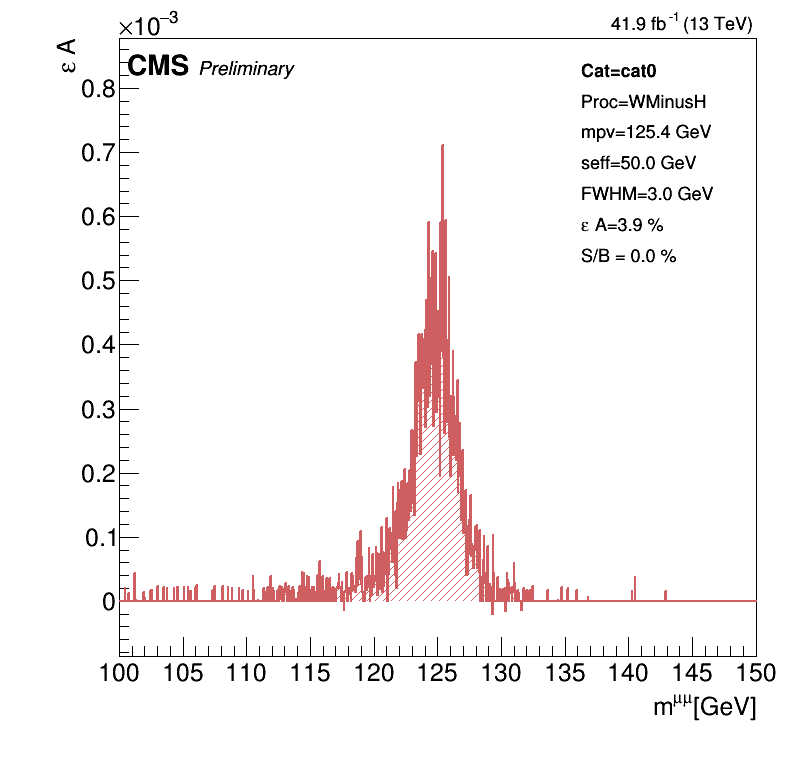 ×10⁻³
41.9 fb⁻¹ (13 TeV)
ε A
CMS Preliminary
Cat=cat0
Proc=WMinusH
mpv=125.4 GeV
seff=50.0 GeV
FWHM=3.0 GeV
ε A=3.9 %
S/B = 0.0 %
0.8
0.7
0.6
0.5
0.4
0.3
0.2
0.1
0
100 105 110 115 120 125 130 135 140 145 150
m^μμ[GeV]